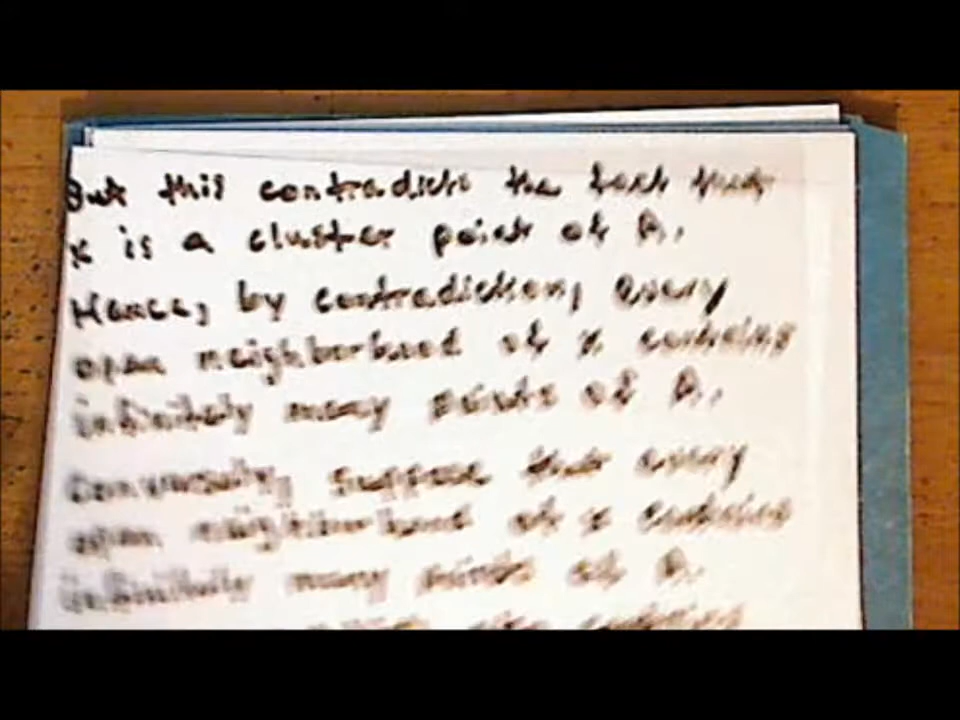 But this contradicts the fact that
x is a cluster point of A.
Hence, by contradiction, every
open neighborhood of x contains
infinitely many points of A.
Conversely, suppose that every
open neighborhood of x contains
infinitely many points of A.